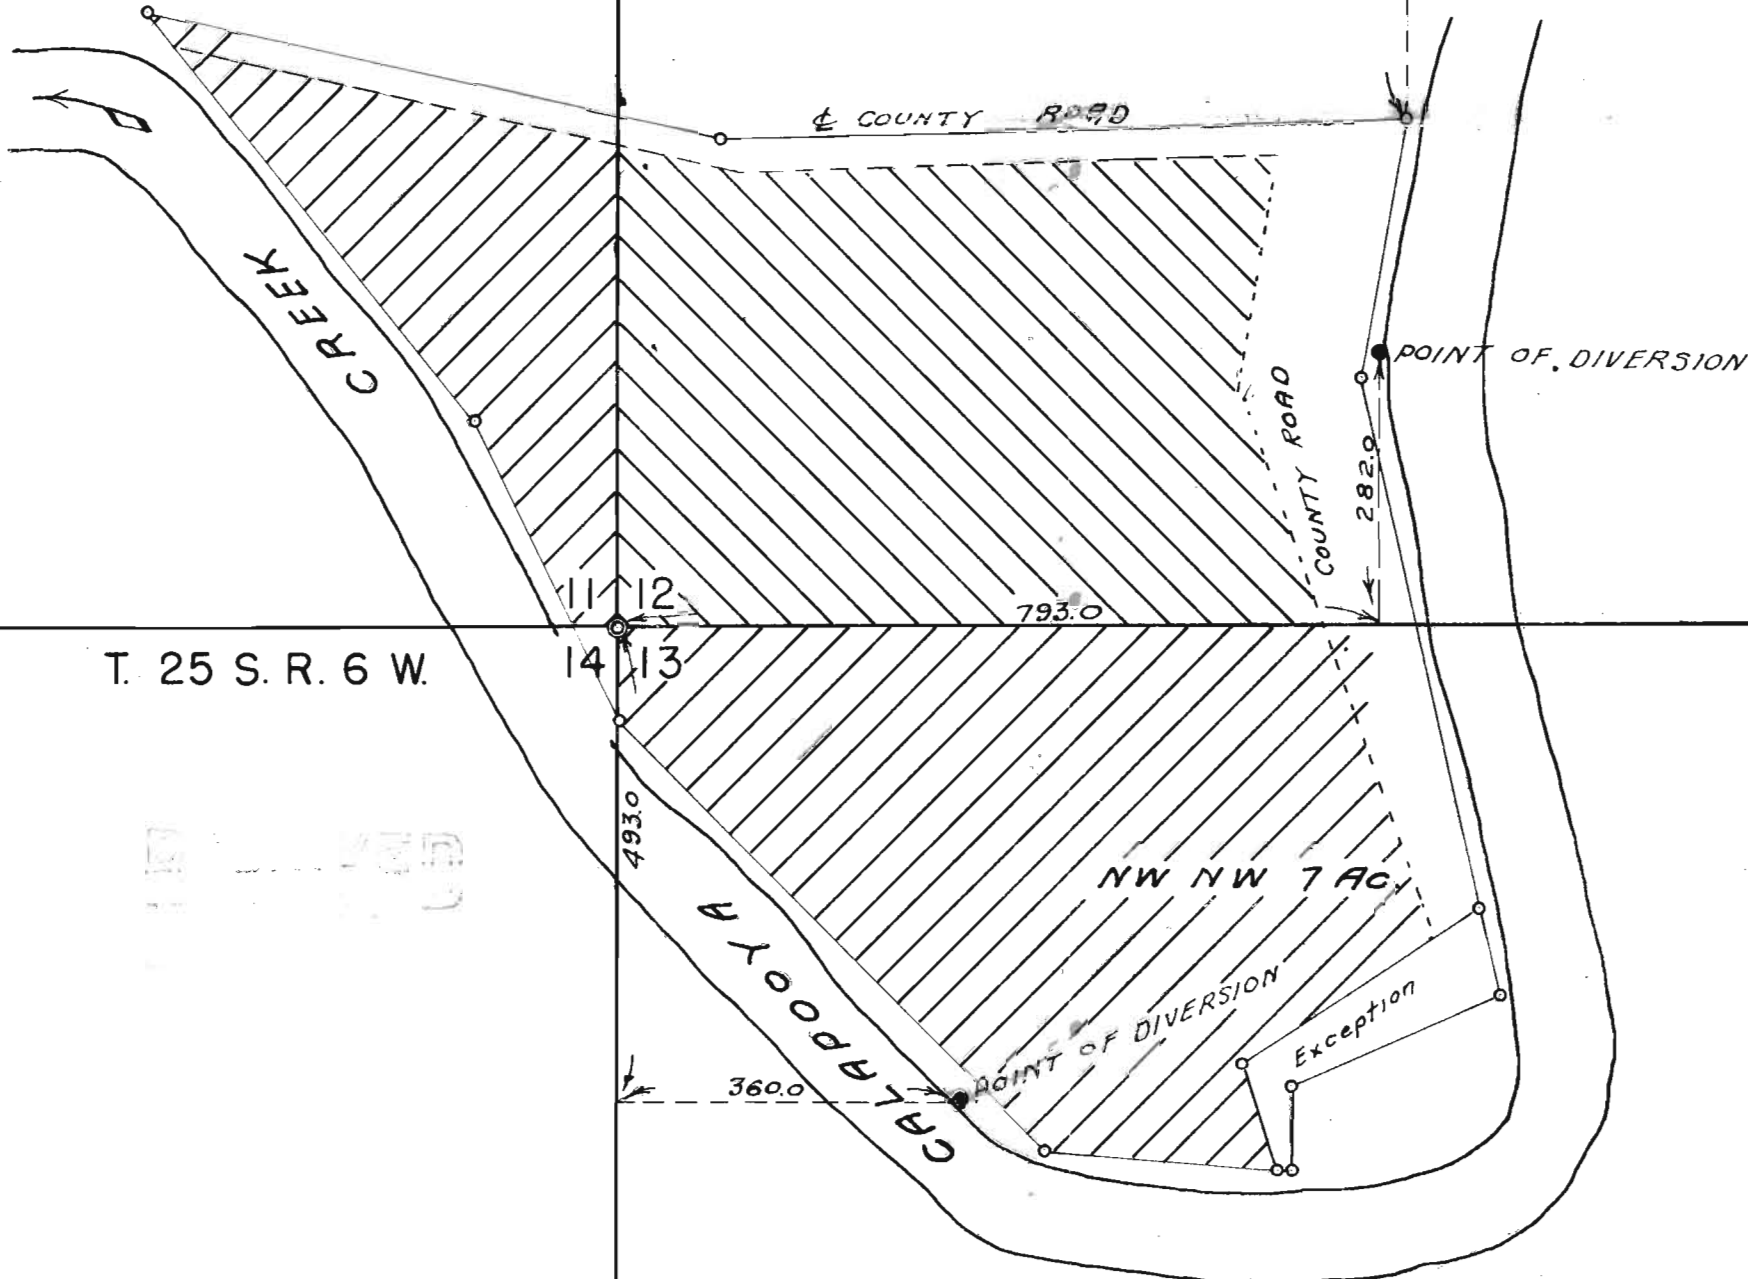 ℄ COUNTY ROAD
CREEK
POINT OF DIVERSION
COUNTY ROAD
282.0
11 12
793.0
14 13
T. 25 S. R. 6 W.
493.0
NW NW 7 AC.
CALAPOOYA
POINT OF DIVERSION
Exception
360.0